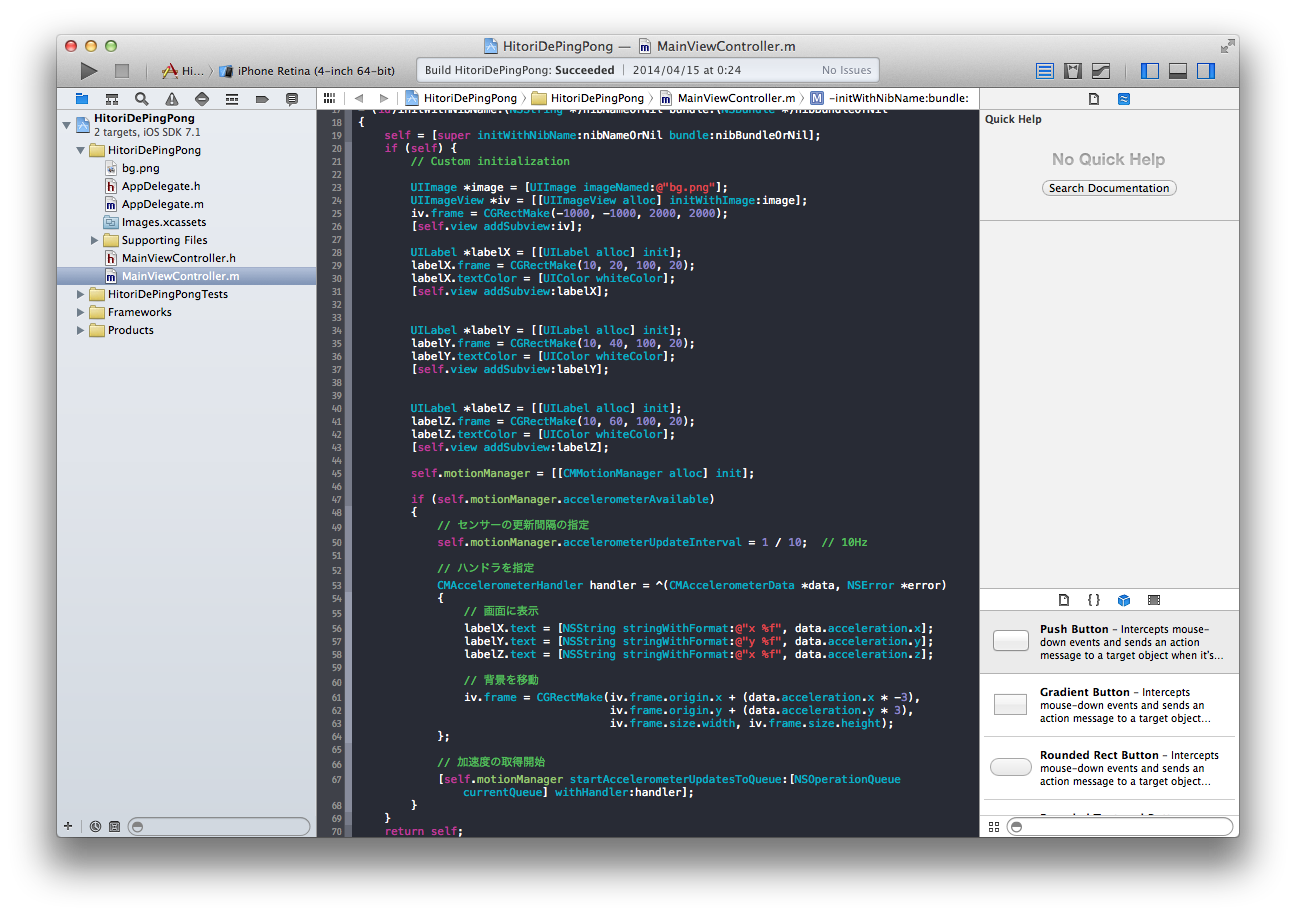 HitoriDePingPong — MainViewController.m
Hi... iPhone Retina (4-inch 64-bit)
Build HitoriDePingPong: Succeeded 2014/04/15 at 0:24 No Issues
HitoriDePingPong HitoriDePingPong MainViewController.m M -initWithNibName:bundle:
HitoriDePingPong
2 targets, iOS SDK 7.1
HitoriDePingPong
bg.png
h AppDelegate.h
m AppDelegate.m
Images.xcassets
Supporting Files
h MainViewController.h
m MainViewController.m
HitoriDePingPongTests
Frameworks
Products
18 {
19 self = [super initWithNibName:nibNameOrNil bundle:nibBundleOrNil];
20 if (self) {
21 // Custom initialization
22
23 UIImage *image = [UIImage imageNamed:@"bg.png"];
24 UIImageView *iv = [[UIImageView alloc] initWithImage:image];
25 iv.frame = CGRectMake(-1000, -1000, 2000, 2000);
26 [self.view addSubview:iv];
27
28 UILabel *labelX = [[UILabel alloc] init];
29 labelX.frame = CGRectMake(10, 20, 100, 20);
30 labelX.textColor = [UIColor whiteColor];
31 [self.view addSubview:labelX];
32
33
34 UILabel *labelY = [[UILabel alloc] init];
35 labelY.frame = CGRectMake(10, 40, 100, 20);
36 labelY.textColor = [UIColor whiteColor];
37 [self.view addSubview:labelY];
38
39
40 UILabel *labelZ = [[UILabel alloc] init];
41 labelZ.frame = CGRectMake(10, 60, 100, 20);
42 labelZ.textColor = [UIColor whiteColor];
43 [self.view addSubview:labelZ];
44
45 self.motionManager = [[CMMotionManager alloc] init];
46
47 if (self.motionManager.accelerometerAvailable)
48 {
49 // センサーの更新間隔の指定
50 self.motionManager.accelerometerUpdateInterval = 1 / 10; // 10Hz
51
52 // ハンドラを指定
53 CMAccelerometerHandler handler = ^(CMAccelerometerData *data, NSError *error)
54 {
55 // 画面に表示
56 labelX.text = [NSString stringWithFormat:@"x %f", data.acceleration.x];
57 labelY.text = [NSString stringWithFormat:@"y %f", data.acceleration.y];
58 labelZ.text = [NSString stringWithFormat:@"x %f", data.acceleration.z];
59
60 // 背景を移動
61 iv.frame = CGRectMake(iv.frame.origin.x + (data.acceleration.x * -3),
62 iv.frame.origin.y + (data.acceleration.y * 3),
63 iv.frame.size.width, iv.frame.size.height);
64 };
65
66 // 加速度の取得開始
67 [self.motionManager startAccelerometerUpdatesToQueue:[NSOperationQueue
currentQueue] withHandler:handler];
68 }
69 }
70 return self;
Quick Help
No Quick Help
Search Documentation
Push Button – Intercepts mouse-
down events and sends an action
message to a target object when it's...
Gradient Button – Intercepts
mouse-down events and sends an
action message to a target object...
Rounded Rect Button – Intercepts
mouse-down events and sends an
action message to a target object...